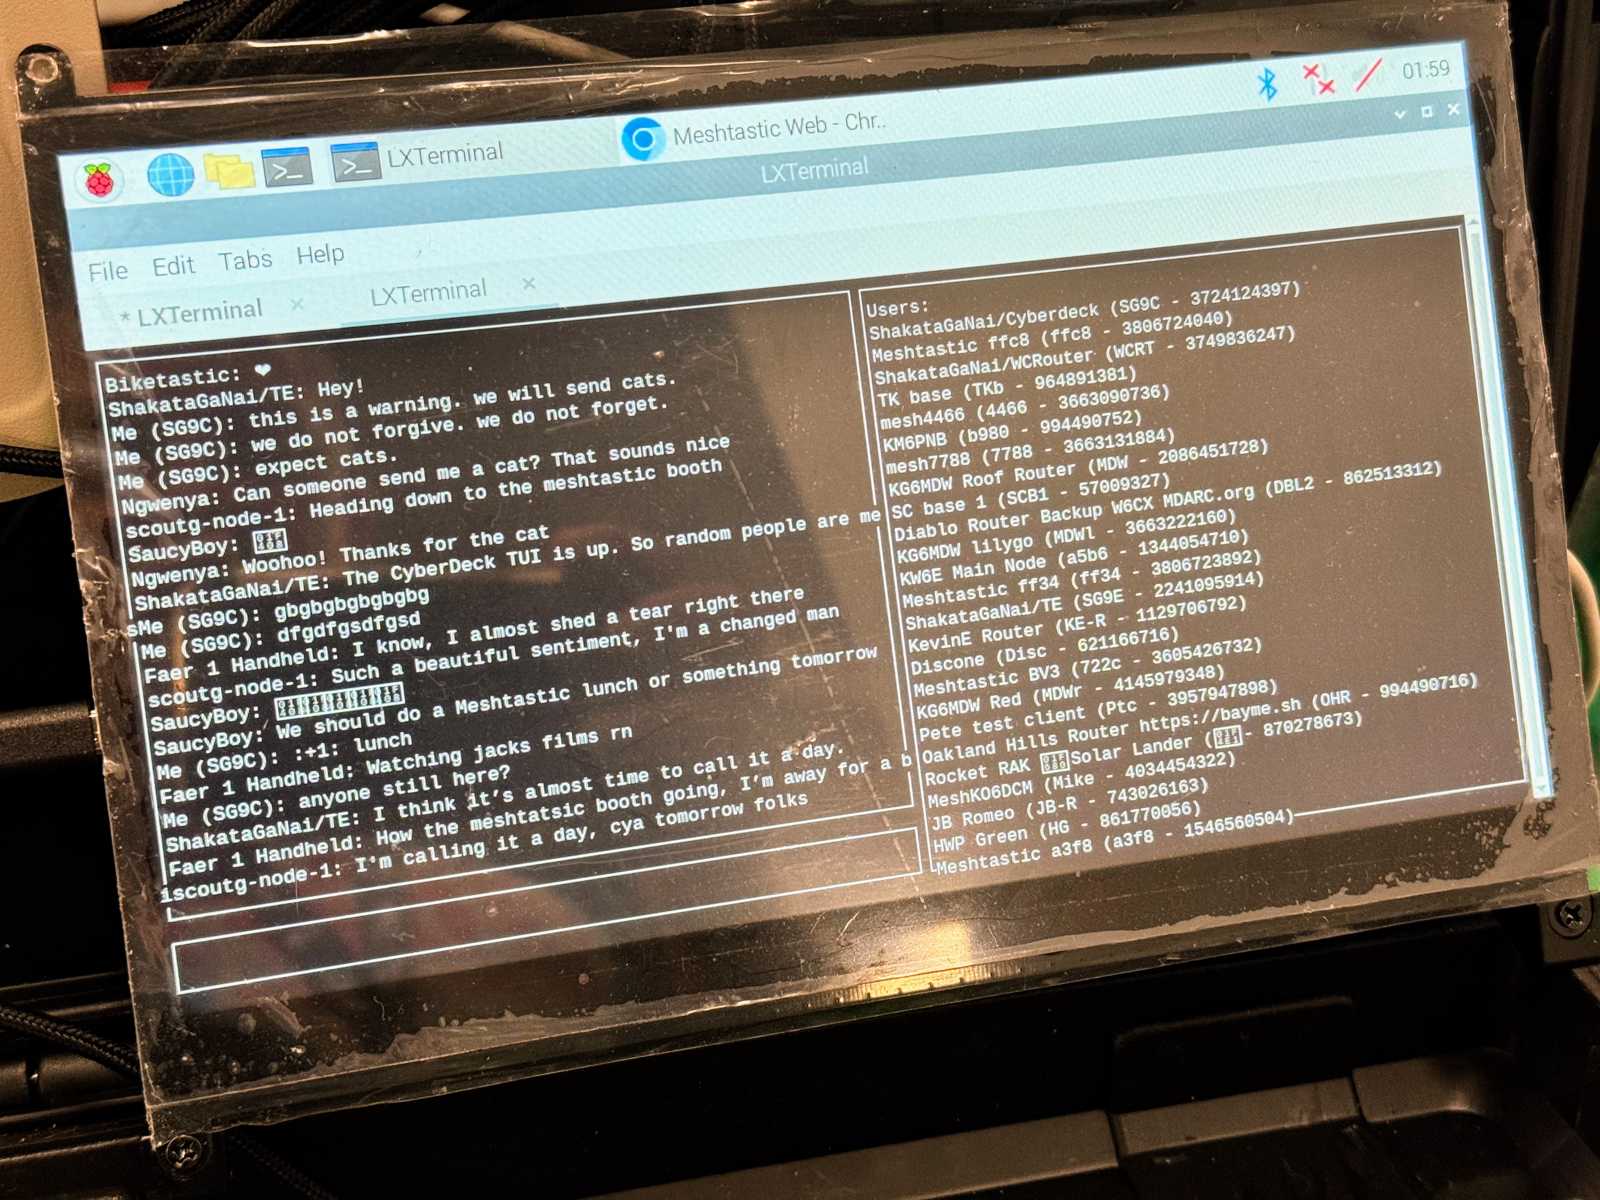 LXTerminal
Meshtastic Web - Chr..
01:59
LXTerminal
File Edit Tabs Help
* LXTerminal
LXTerminal
Biketastic: ❤
ShakataGaNai/TE: Hey!
Me (SG9C): this is a warning. we will send cats.
Me (SG9C): we do not forgive. we do not forget.
Me (SG9C): expect cats.
Ngwenya: Can someone send me a cat? That sounds nice
scoutg-node-1: Heading down to the meshtastic booth
SaucyBoy:
Ngwenya: Woohoo! Thanks for the cat
ShakataGaNai/TE: The CyberDeck TUI is up. So random people are me
sMe (SG9C): gbgbgbgbgbgbg
Me (SG9C): dfgdfgsdfgsd
Faer 1 Handheld: I know, I almost shed a tear right there
scoutg-node-1: Such a beautiful sentiment, I'm a changed man
SaucyBoy:
SaucyBoy: We should do a Meshtastic lunch or something tomorrow
Me (SG9C): :+1: lunch
Faer 1 Handheld: Watching jacks films rn
Me (SG9C): anyone still here?
ShakataGaNai/TE: I think it's almost time to call it a day.
Faer 1 Handheld: How the meshtatsic booth going, I'm away for a b
iscoutg-node-1: I'm calling it a day, cya tomorrow folks
Users:
ShakataGaNai/Cyberdeck (SG9C - 3724124397)
Meshtastic ffc8 (ffc8 - 3806724040)
ShakataGaNai/WCRouter (WCRT - 3749836247)
TK base (TKb - 964891381)
mesh4466 (4466 - 3663090736)
KM6PNB (b980 - 994490752)
mesh7788 (7788 - 3663131884)
KG6MDW Roof Router (MDW - 2086451728)
SC base 1 (SCB1 - 57009327)
Diablo Router Backup W6CX MDARC.org (DBL2 - 862513312)
KG6MDW lilygo (MDWl - 3663222160)
KW6E Main Node (a5b6 - 1344054710)
Meshtastic ff34 (ff34 - 3806723892)
ShakataGaNai/TE (SG9E - 2241095914)
KevinE Router (KE-R - 1129706792)
Discone (Disc - 621166716)
Meshtastic BV3 (722c - 3605426732)
KG6MDW Red (MDWr - 4145979348)
Pete test client (Ptc - 3957947898)
Oakland Hills Router https://bayme.sh (OHR - 994490716)
Rocket RAK Solar Lander ( - 870278673)
MeshKO6DCM (Mike - 4034454322)
JB Romeo (JB-R - 743026163)
HWP Green (HG - 861770056)
Meshtastic a3f8 (a3f8 - 1546560504)